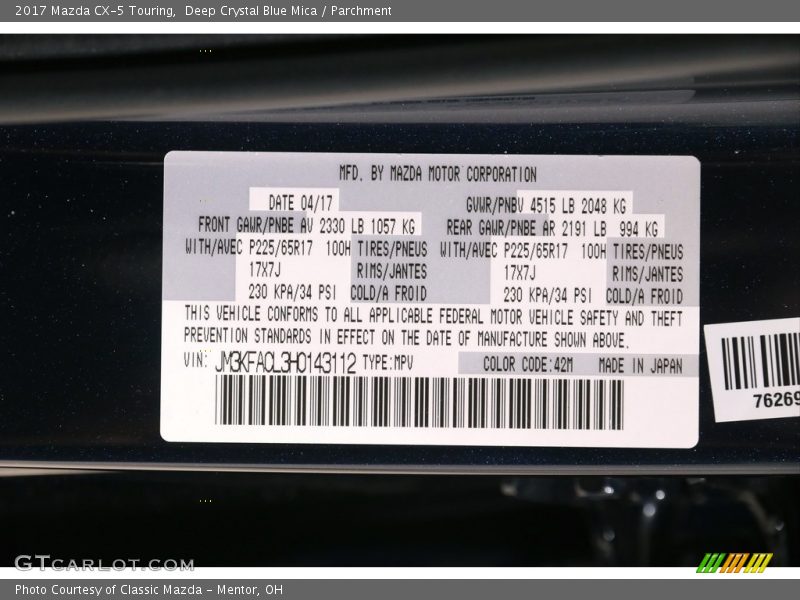 2017 Mazda CX-5 Touring, Deep Crystal Blue Mica / Parchment
MFD. BY MAZDA MOTOR CORPORATION
DATE 04/17 GVWR/PNBV 4515 LB 2048 KG
FRONT GAWR/PNBE AV 2330 LB 1057 KG REAR GAWR/PNBE AR 2191 LB 994 KG
WITH/AVEC P225/65R17 100H TIRES/PNEUS WITH/AVEC P225/65R17 100H TIRES/PNEUS
17X7J RIMS/JANTES 17X7J RIMS/JANTES
230 KPA/34 PSI COLD/A FROID 230 KPA/34 PSI COLD/A FROID
THIS VEHICLE CONFORMS TO ALL APPLICABLE FEDERAL MOTOR VEHICLE SAFETY AND THEFT
PREVENTION STANDARDS IN EFFECT ON THE DATE OF MANUFACTURE SHOWN ABOVE.
VIN: JM3KFACL3H0143112 TYPE:MPV COLOR CODE:42M MADE IN JAPAN
76269
GTCARLOT.COM
Photo Courtesy of Classic Mazda - Mentor, OH